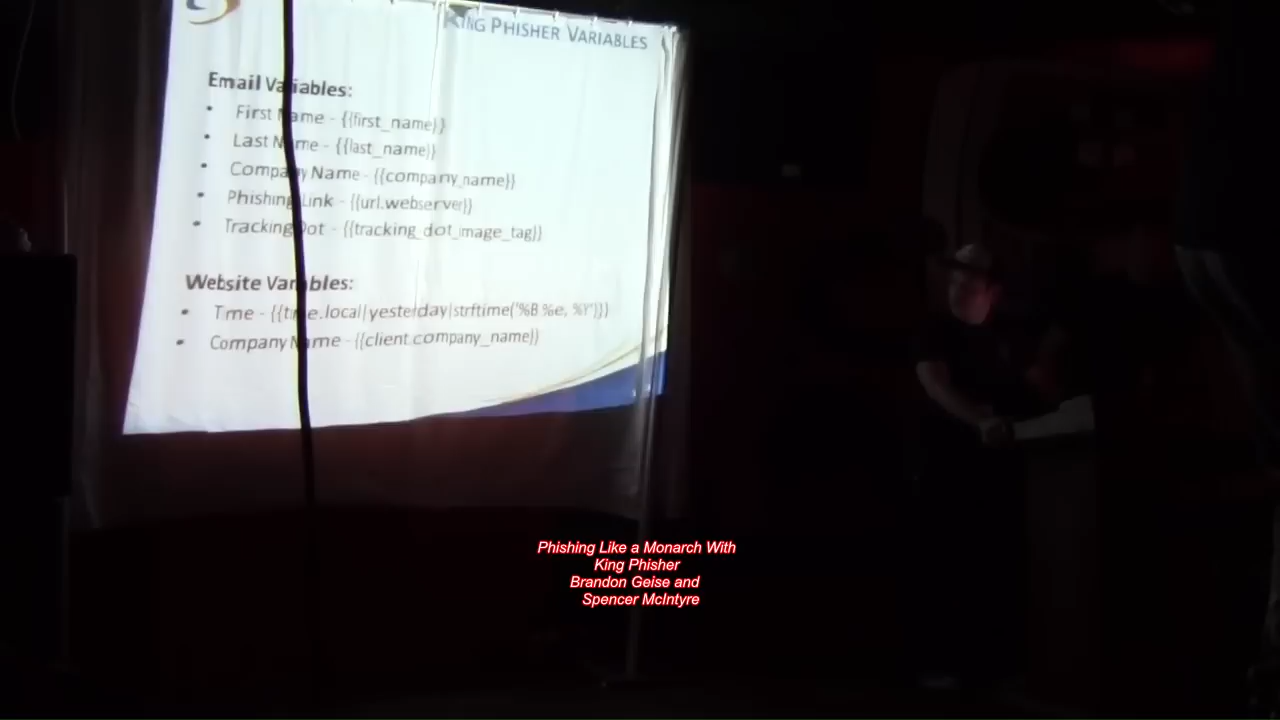 KING PHISHER VARIABLES
Email Variables:
• First Name - {{first_name}}
• Last Name - {{last_name}}
• Company Name - {{company_name}}
• Phishing Link - {{url.webserver}}
• Tracking Dot - {{tracking_dot_image_tag}}
Website Variables:
• Time - {{time.local|yesterday|strftime('%B %e, %Y')}}
• Company Name - {{client.company_name}}
Phishing Like a Monarch With
King Phisher
Brandon Geise and
Spencer McIntyre